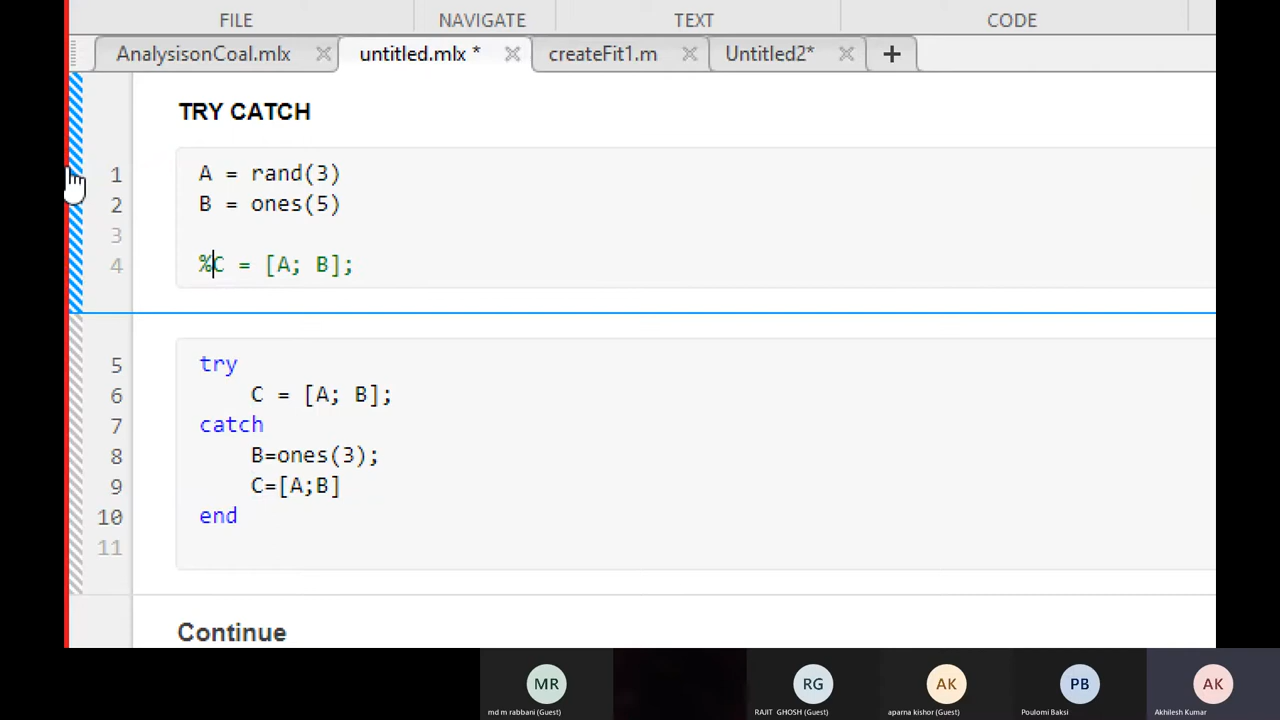 FILE NAVIGATE TEXT CODE
AnalysisonCoal.mlx untitled.mlx * createFit1.m Untitled2* +
TRY CATCH
1 A = rand(3)
2 B = ones(5)
3
4 %C = [A; B];
5 try
6 C = [A; B];
7 catch
8 B=ones(3);
9 C=[A;B]
10 end
11
Continue
MR RG AK PB AK
md m rabbani (Guest) RAJIT GHOSH (Guest) aparna kishor (Guest) Poulomi Baksi Akhilesh Kumar